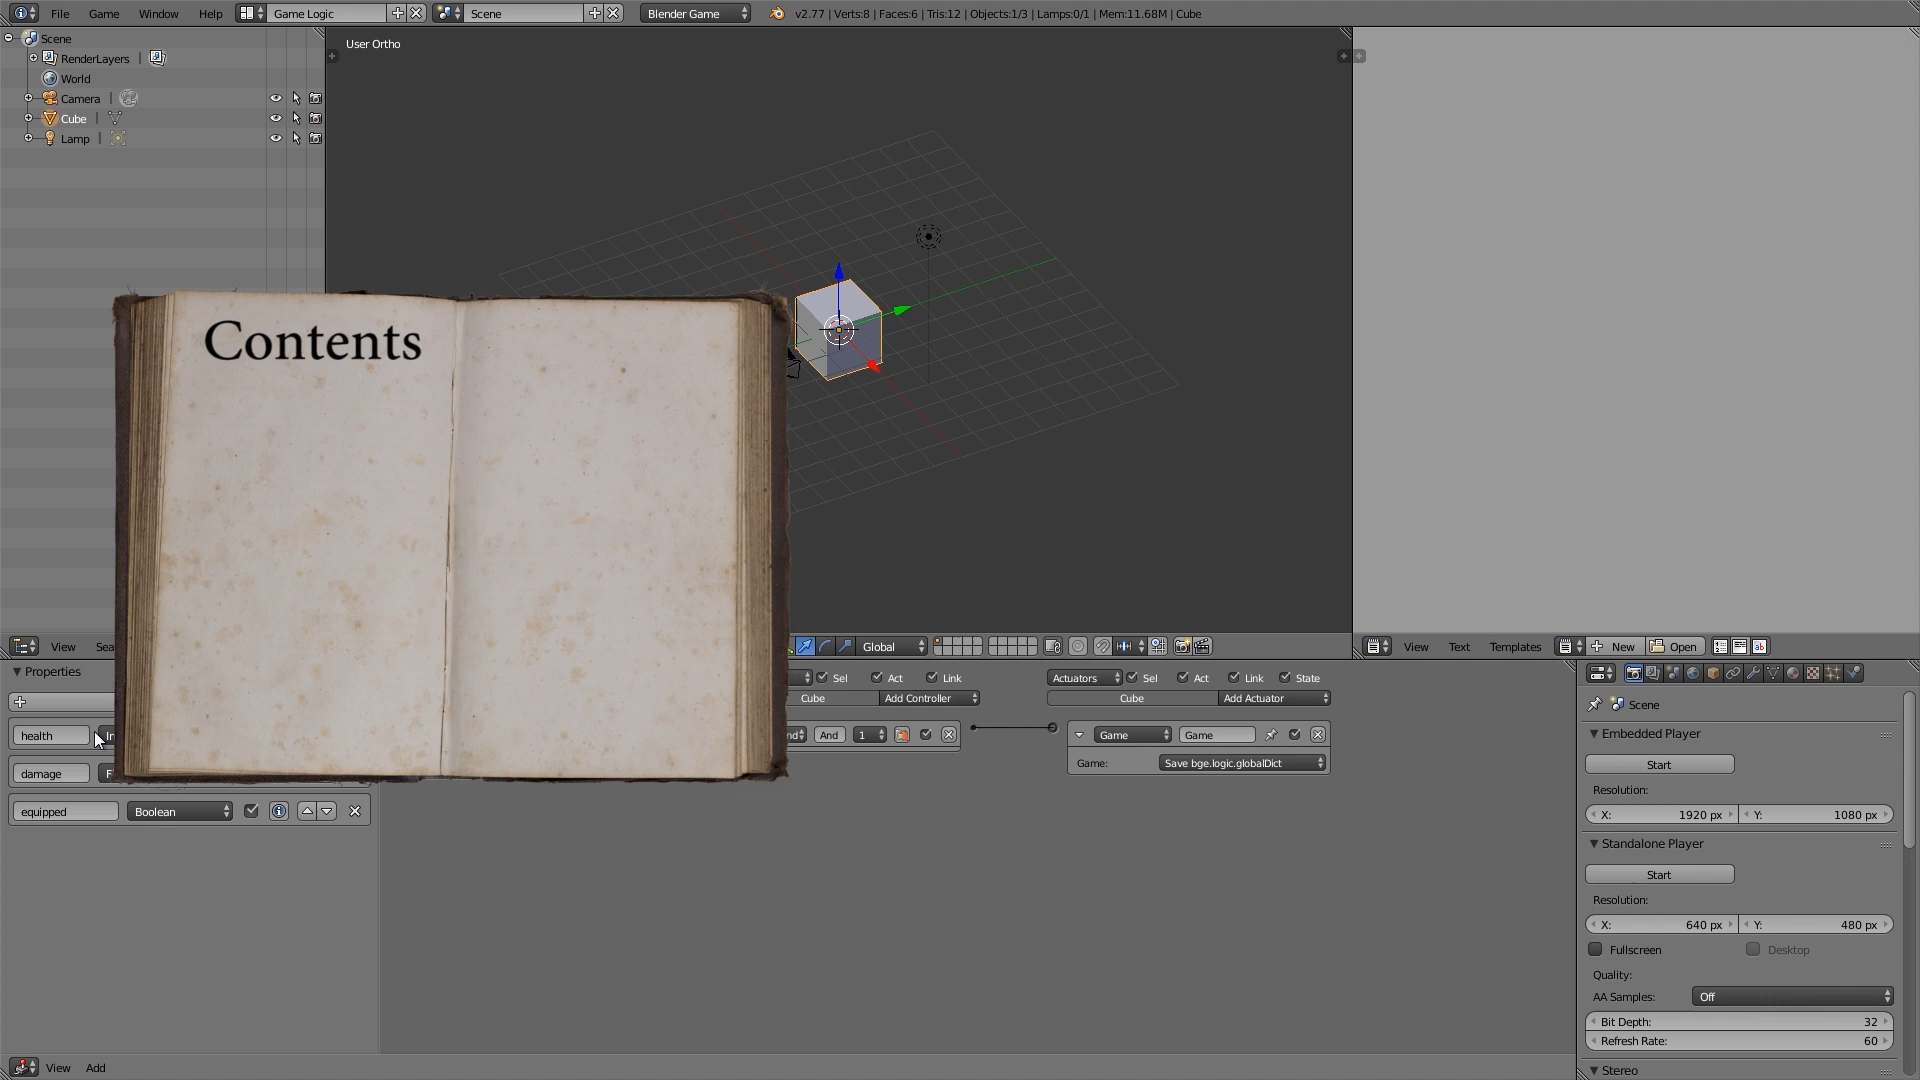 File Game Window Help Game Logic Scene Blender Game v2.77 | Verts:8 | Faces:6 | Tris:12 | Objects:1/3 | Lamps:0/1 | Mem:11.68M | Cube
Scene
RenderLayers |
World
Camera |
Cube |
Lamp |
User Ortho
Contents
View Global
View Text Templates New Open
Properties
health
damage
equipped Boolean
Sel Act Link
Cube Add Controller
And 1
Actuators Sel Act Link State
Cube Add Actuator
Game Game
Game: Save bge.logic.globalDict
Scene
Embedded Player
Start
Resolution:
X: 1920 px Y: 1080 px
Standalone Player
Start
Resolution:
X: 640 px Y: 480 px
Fullscreen Desktop
Quality:
AA Samples: Off
Bit Depth: 32
Refresh Rate: 60
Stereo
View Add